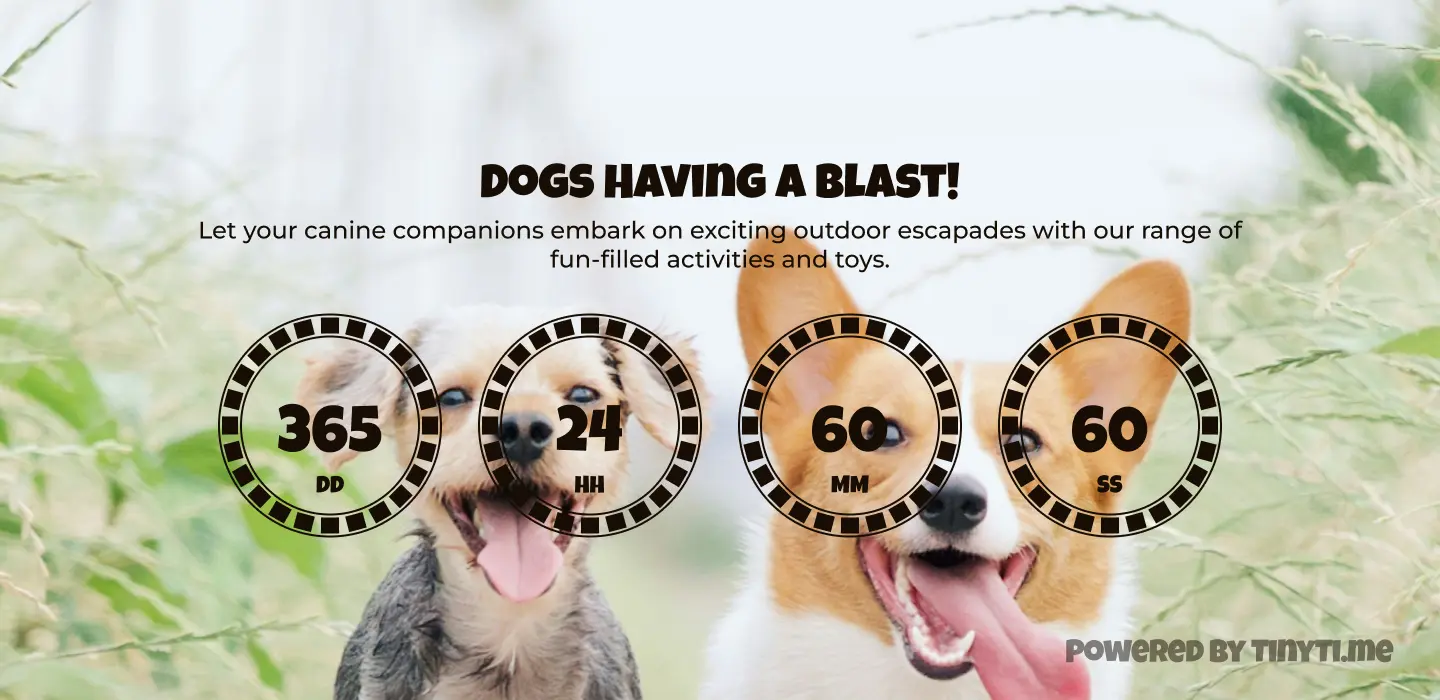 DOGS HAVING A BLAST!
Let your canine companions embark on exciting outdoor escapades with our range of
fun-filled activities and toys.
365 24 60 60
DD HH MM SS
POWERED BY TINYTI.ME